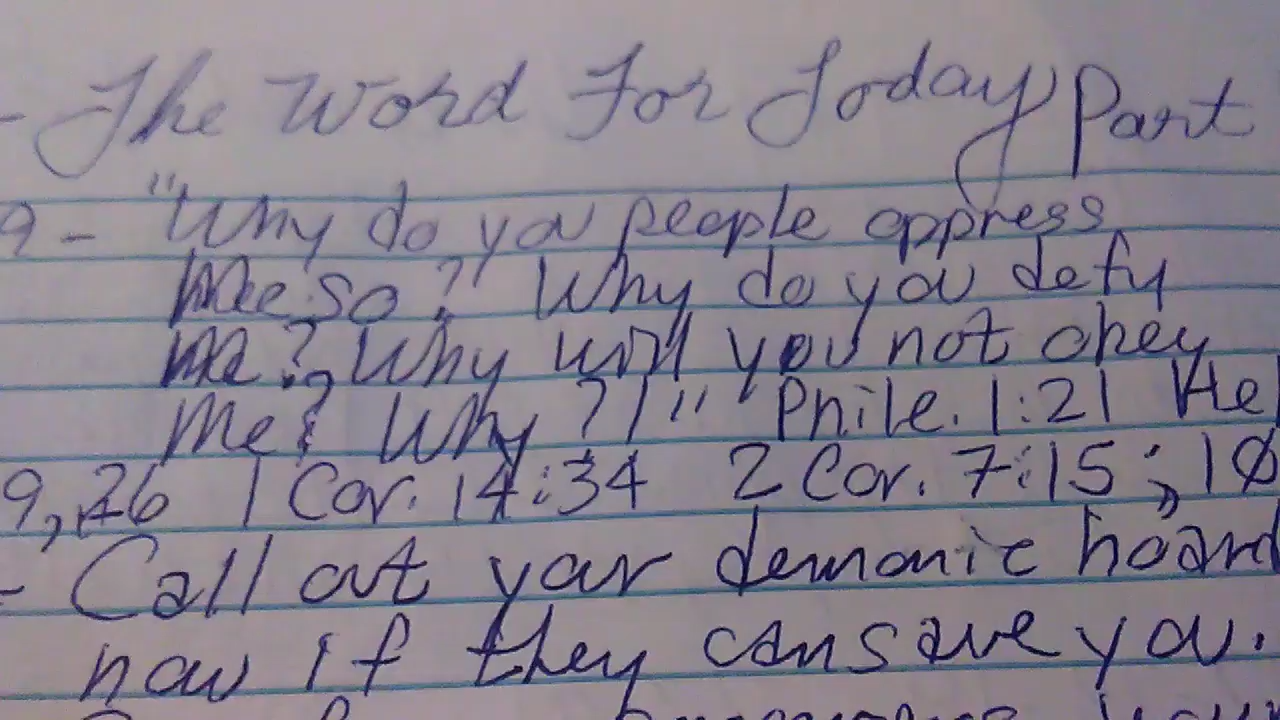 - The Word For Today Part
9 - "Why do you people oppress
Me so?" Why do you defy
Me? Why will you not obey
Me? Why?!" Phile. 1:21 He
9, 26 1 Cor. 14:34 2 Cor. 7:15; 10
- Call out your demonic hoard
now if they can save you.